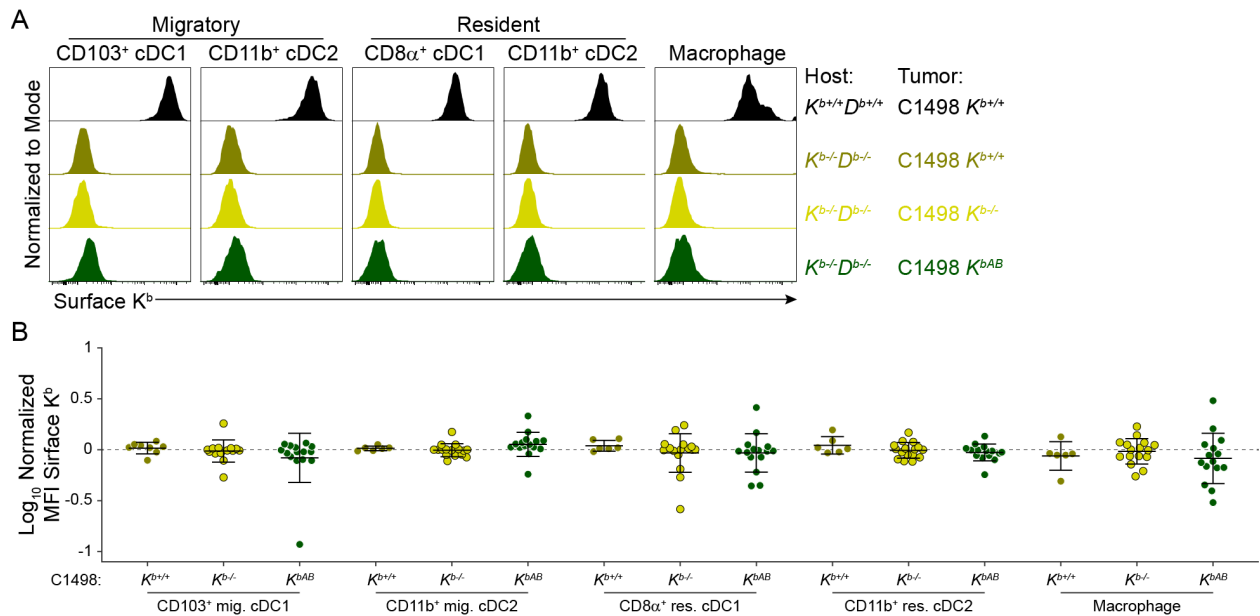 A
Migratory
Resident
CD103⁺ cDC1
CD11b⁺ cDC2
CD8α⁺ cDC1
CD11b⁺ cDC2
Macrophage
Host:
Tumor:
Kᵇ⁺/⁺Dᵇ⁺/⁺
C1498 Kᵇ⁺/⁺
Kᵇ⁻/⁻Dᵇ⁻/⁻
C1498 Kᵇ⁺/⁺
Kᵇ⁻/⁻Dᵇ⁻/⁻
C1498 Kᵇ⁻/⁻
Kᵇ⁻/⁻Dᵇ⁻/⁻
C1498 Kᵇᴬᴮ
Normalized to Mode
Surface Kᵇ
B
Log₁₀ Normalized
MFI Surface Kᵇ
1
0.5
0
-0.5
-1
C1498: Kᵇ⁺/⁺ Kᵇ⁻/⁻ Kᵇᴬᴮ Kᵇ⁺/⁺ Kᵇ⁻/⁻ Kᵇᴬᴮ Kᵇ⁺/⁺ Kᵇ⁻/⁻ Kᵇᴬᴮ Kᵇ⁺/⁺ Kᵇ⁻/⁻ Kᵇᴬᴮ Kᵇ⁺/⁺ Kᵇ⁻/⁻ Kᵇᴬᴮ
CD103⁺ mig. cDC1
CD11b⁺ mig. cDC2
CD8α⁺ res. cDC1
CD11b⁺ res. cDC2
Macrophage